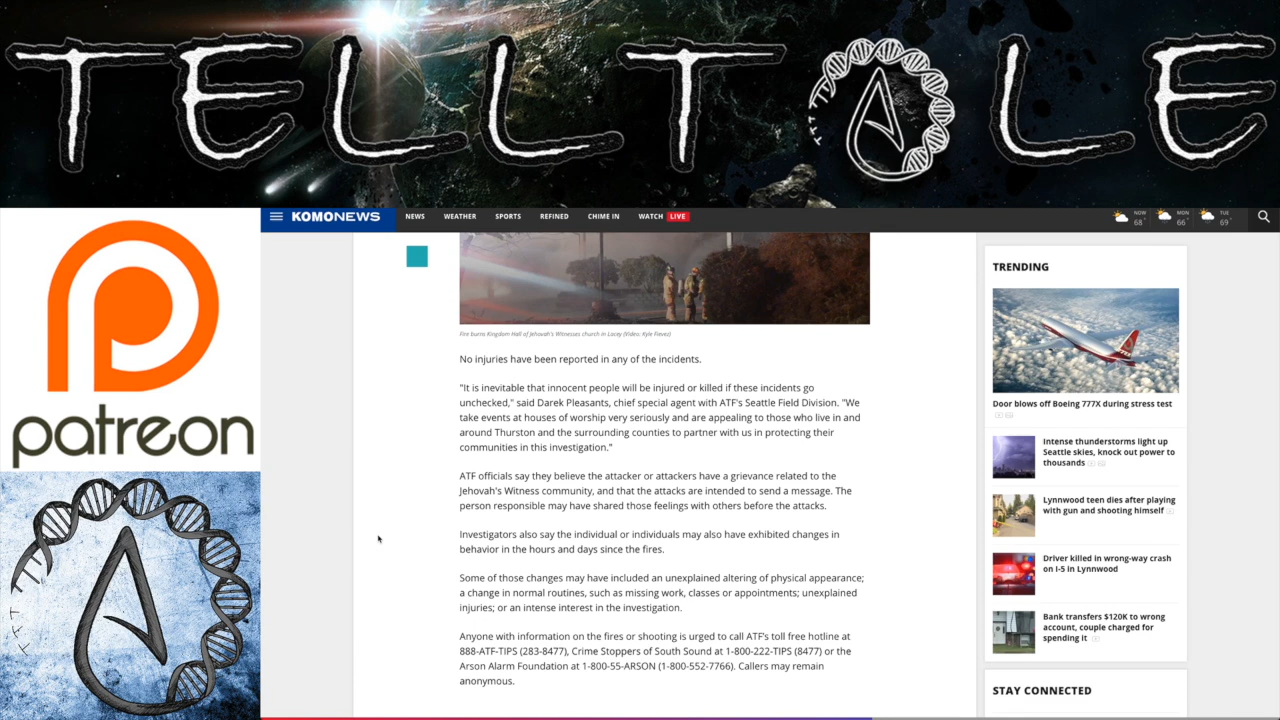 TELLTALE
KOMONEWS
NEWS
WEATHER
SPORTS
REFINED
CHIME IN
WATCH LIVE
NOW
68°
MON
66°
TUE
69°
patreon
Fire burns Kingdom Hall of Jehovah's Witnesses church in Lacey (Video: Kyle Fievez)
No injuries have been reported in any of the incidents.
"It is inevitable that innocent people will be injured or killed if these incidents go
unchecked," said Darek Pleasants, chief special agent with ATF's Seattle Field Division. "We
take events at houses of worship very seriously and are appealing to those who live in and
around Thurston and the surrounding counties to partner with us in protecting their
communities in this investigation."
ATF officials say they believe the attacker or attackers have a grievance related to the
Jehovah's Witness community, and that the attacks are intended to send a message. The
person responsible may have shared those feelings with others before the attacks.
Investigators also say the individual or individuals may also have exhibited changes in
behavior in the hours and days since the fires.
Some of those changes may have included an unexplained altering of physical appearance;
a change in normal routines, such as missing work, classes or appointments; unexplained
injuries; or an intense interest in the investigation.
Anyone with information on the fires or shooting is urged to call ATF's toll free hotline at
888-ATF-TIPS (283-8477), Crime Stoppers of South Sound at 1-800-222-TIPS (8477) or the
Arson Alarm Foundation at 1-800-55-ARSON (1-800-552-7766). Callers may remain
anonymous.
TRENDING
Door blows off Boeing 777X during stress test
Intense thunderstorms light up
Seattle skies, knock out power to
thousands
Lynnwood teen dies after playing
with gun and shooting himself
Driver killed in wrong-way crash
on I-5 in Lynnwood
Bank transfers $120K to wrong
account, couple charged for
spending it
STAY CONNECTED